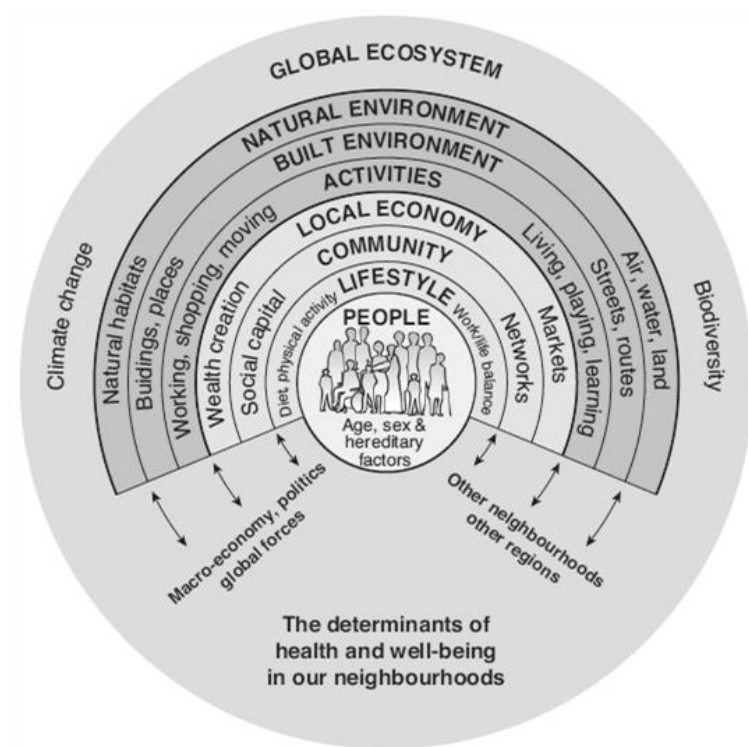 GLOBAL ECOSYSTEM
NATURAL ENVIRONMENT
BUILT ENVIRONMENT
ACTIVITIES
LOCAL ECONOMY
COMMUNITY
LIFESTYLE
PEOPLE
Age, sex &
hereditary
factors
Climate change
Natural habitats
Buidings, places
Working, shopping, moving
Wealth creation
Social capital
Diet, physical activity
Work/life balance
Networks
Markets
Living, playing, learning
Streets, routes
Air, water, land
Biodiversity
Macro-economy, politics
global forces
Other neighbourhoods
other regions
The determinants of
health and well-being
in our neighbourhoods